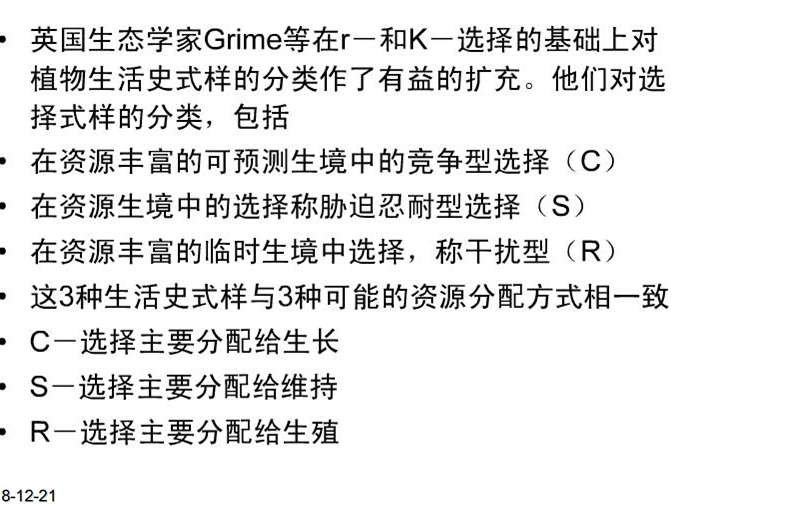 • 英国生态学家Grime等在r－和K－选择的基础上对
植物生活史式样的分类作了有益的扩充。他们对选
择式样的分类，包括
• 在资源丰富的可预测生境中的竞争型选择（C）
• 在资源生境中的选择称胁迫忍耐型选择（S）
• 在资源丰富的临时生境中选择，称干扰型（R）
• 这3种生活史式样与3种可能的资源分配方式相一致
• C－选择主要分配给生长
• S－选择主要分配给维持
• R－选择主要分配给生殖
8-12-21